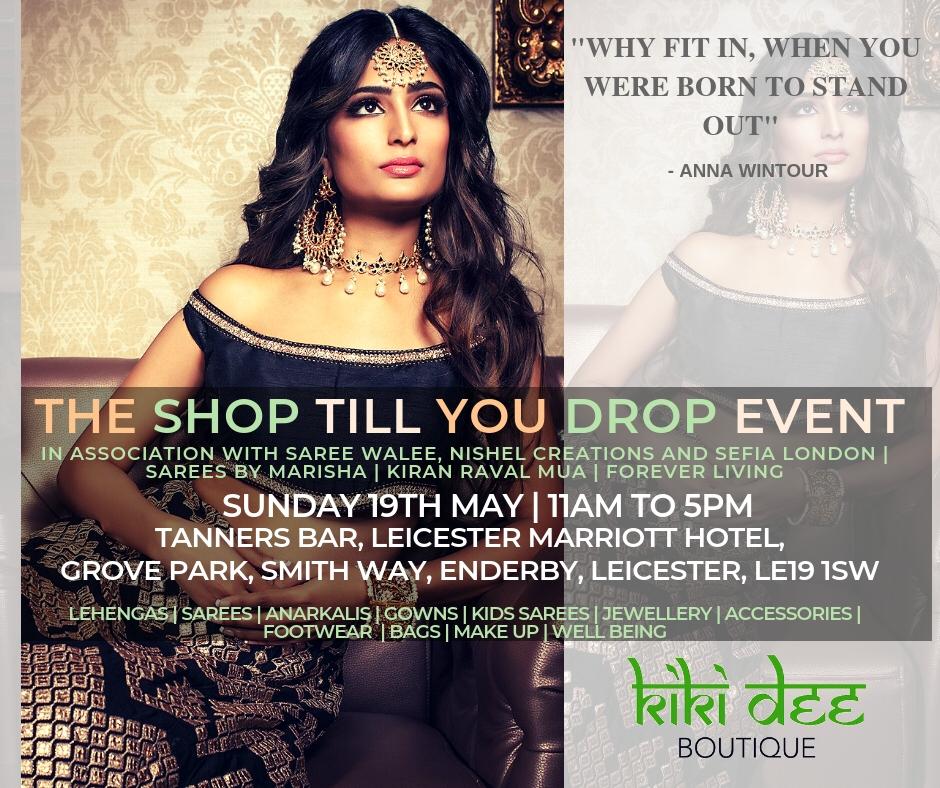 "WHY FIT IN, WHEN YOU
WERE BORN TO STAND
OUT"
- ANNA WINTOUR
THE SHOP TILL YOU DROP EVENT
IN ASSOCIATION WITH SAREE WALEE, NISHEL CREATIONS AND SEFIA LONDON |
SAREES BY MARISHA | KIRAN RAVAL MUA | FOREVER LIVING
SUNDAY 19TH MAY | 11AM TO 5PM
TANNERS BAR, LEICESTER MARRIOTT HOTEL,
GROVE PARK, SMITH WAY, ENDERBY, LEICESTER, LE19 1SW
LEHENGAS | SAREES | ANARKALIS | GOWNS | KIDS SAREES | JEWELLERY | ACCESSORIES |
FOOTWEAR | BAGS | MAKE UP | WELL BEING
kiki dee
BOUTIQUE